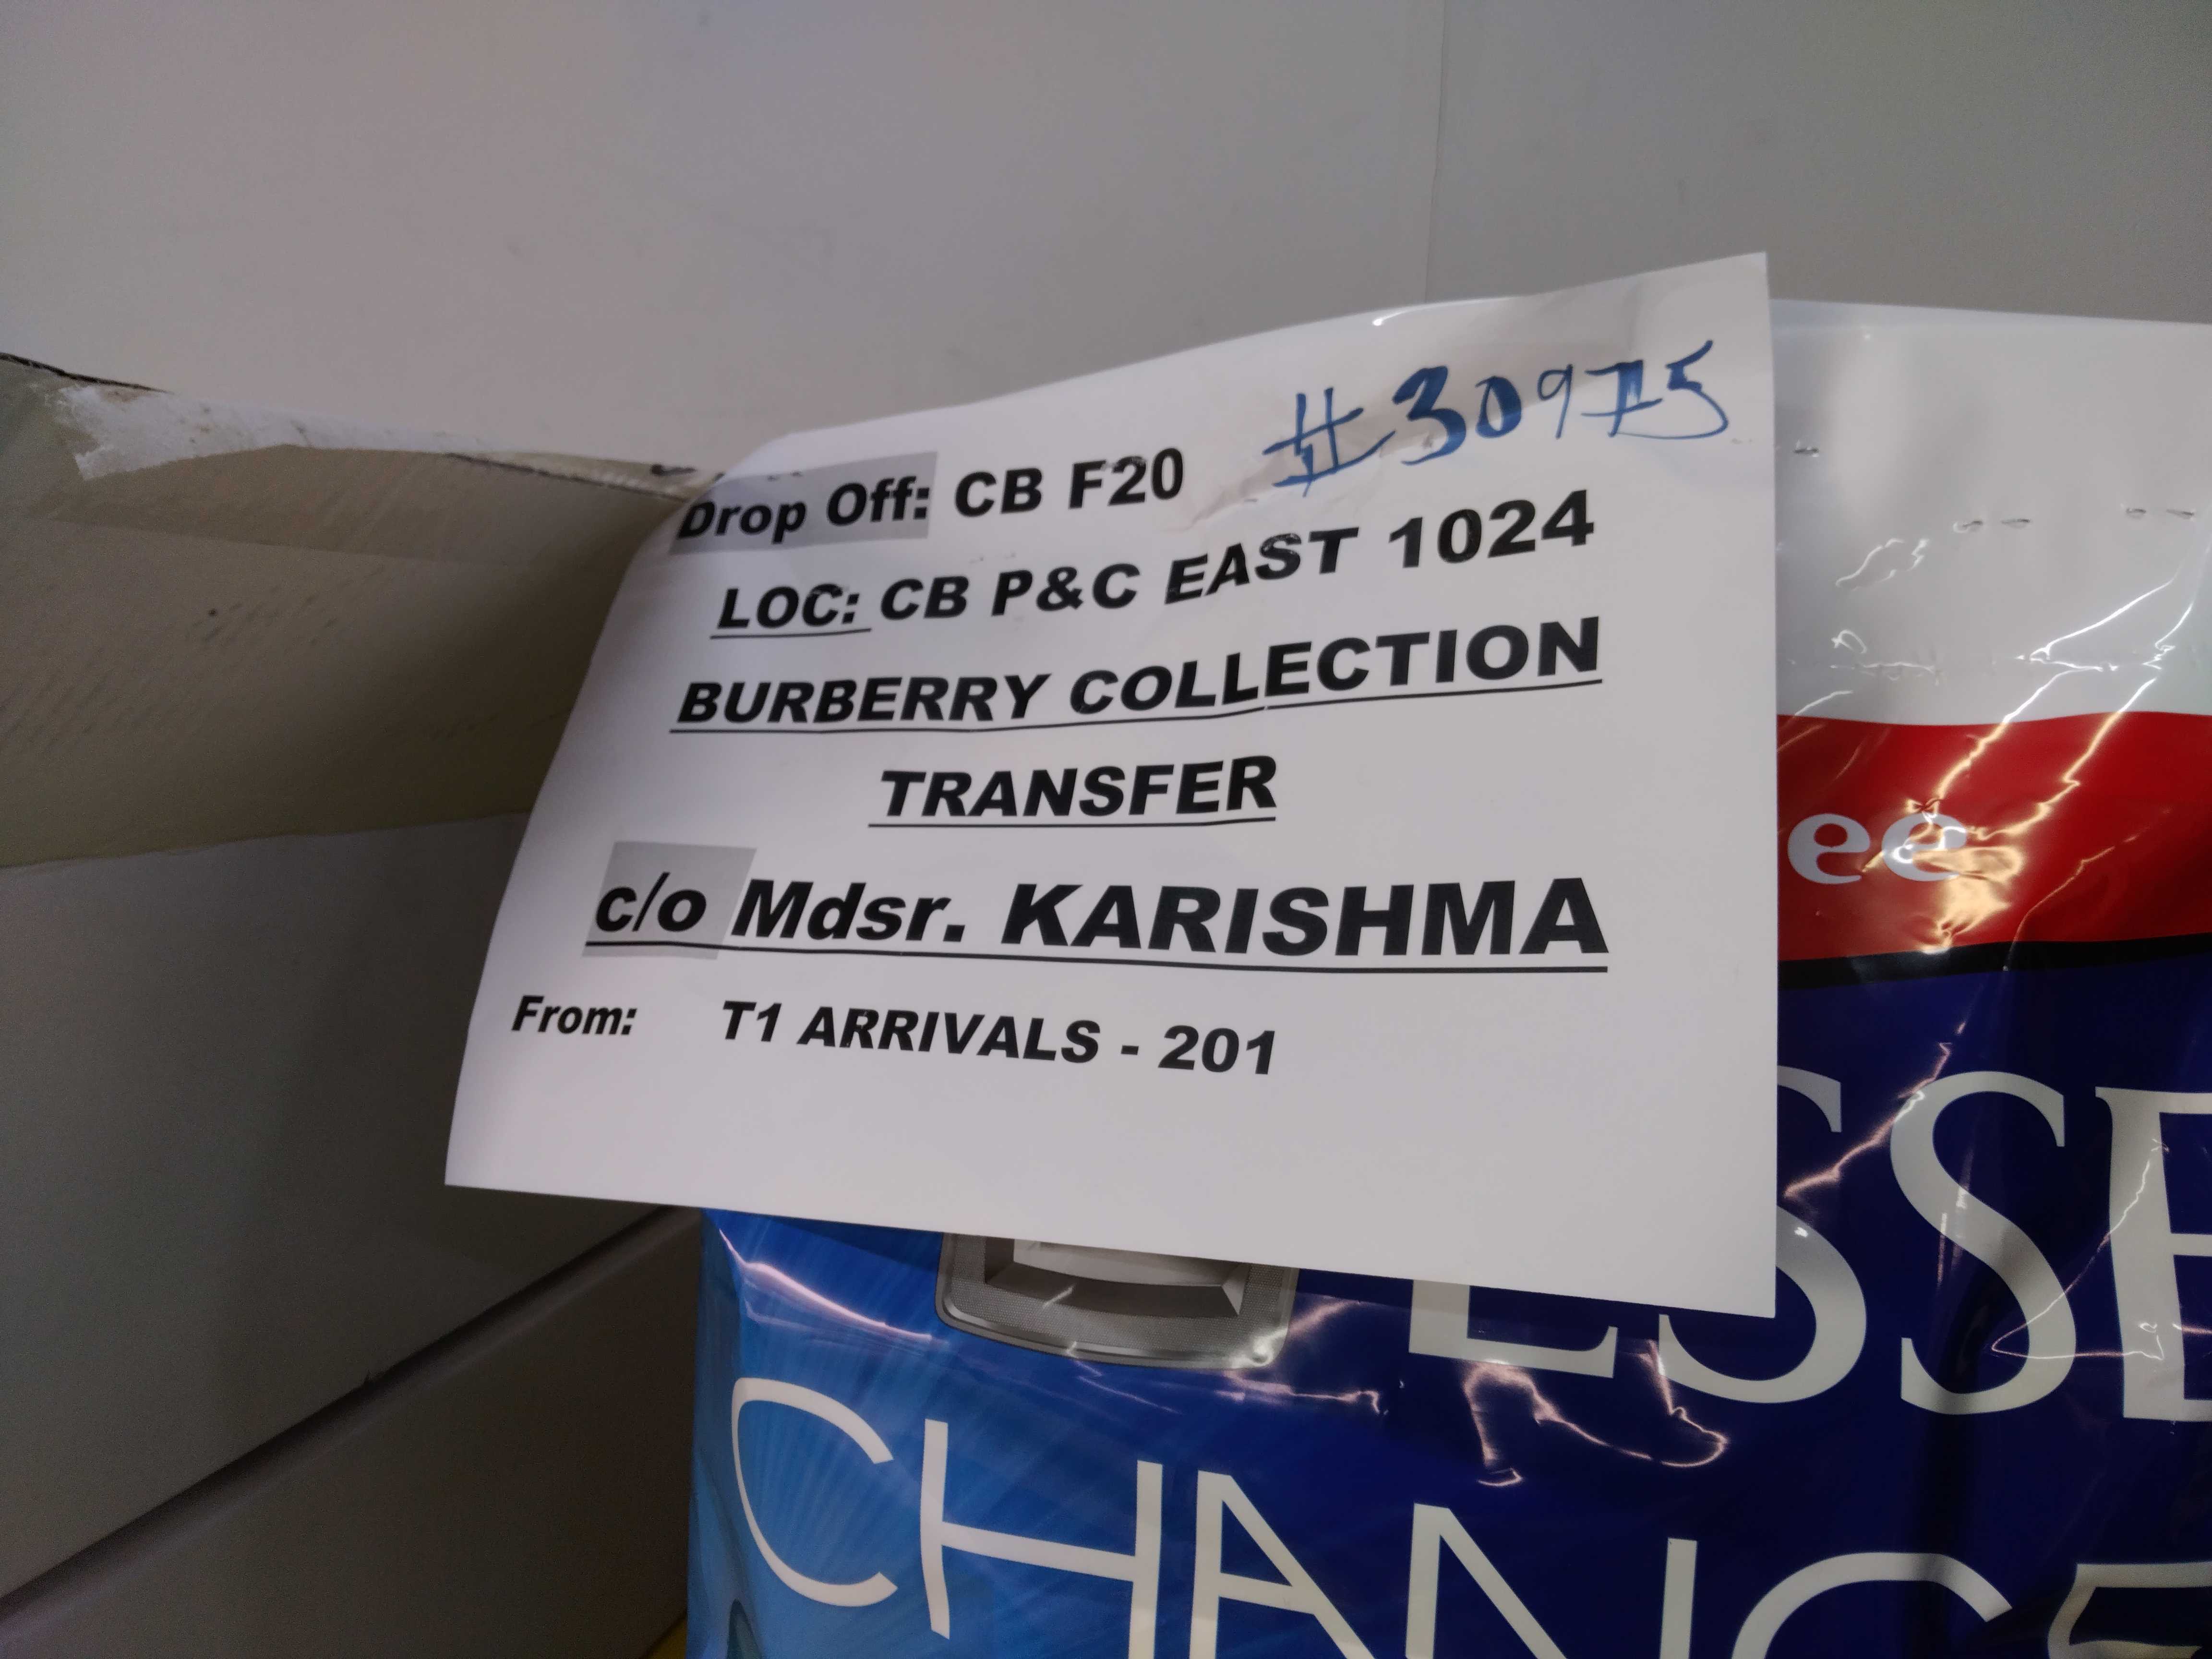 #30975
Drop Off: CB F20
LOC: CB P&C EAST 1024
BURBERRY COLLECTION
TRANSFER
c/o Mdsr. KARISHMA
From: T1 ARRIVALS - 201
ee
ESSE
CHANCE